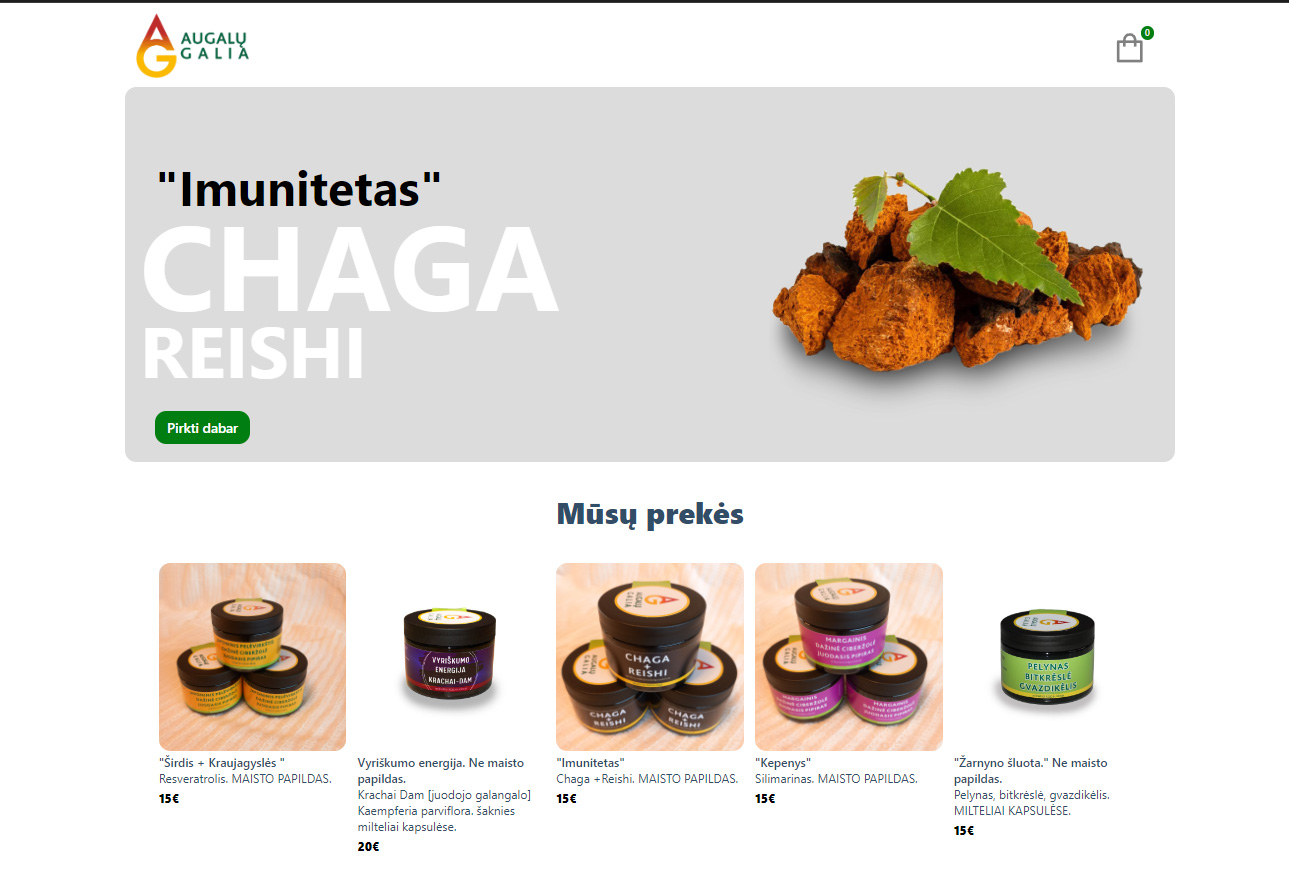 AUGALŲ
GALIA
0
"Imunitetas"
CHAGA
REISHI
Pirkti dabar
Mūsų prekės
VYRIŠKUMO
ENERGIJA
KRACHAI-DAM
CHAGA
+
REISHI
CHAGA
+
REISHI
CHAGA
+
REISHI
MARGAINIS
DAŽINĖ CIBERŽOLĖ
JUODASIS PIPIRAS
MARGAINIS
DAŽINĖ CIBERŽOLĖ
JUODASIS PIPIRAS
MARGAINIS
DAŽINĖ CIBERŽOLĖ
JUODASIS PIPIRAS
PELYNAS
BITKRĖSLĖ
GVAZDIKĖLIS
"Širdis + Kraujagyslės "
Resveratrolis. MAISTO PAPILDAS.
15€
Vyriškumo energija. Ne maisto
papildas.
Krachai Dam [juodojo galangalo]
Kaempferia parviflora. šaknies
milteliai kapsulėse.
20€
"Imunitetas"
Chaga +Reishi. MAISTO PAPILDAS.
15€
"Kepenys"
Silimarinas. MAISTO PAPILDAS.
15€
"Žarnyno šluota." Ne maisto
papildas.
Pelynas, bitkrėslė, gvazdikėlis.
MILTELIAI KAPSULĖSE.
15€